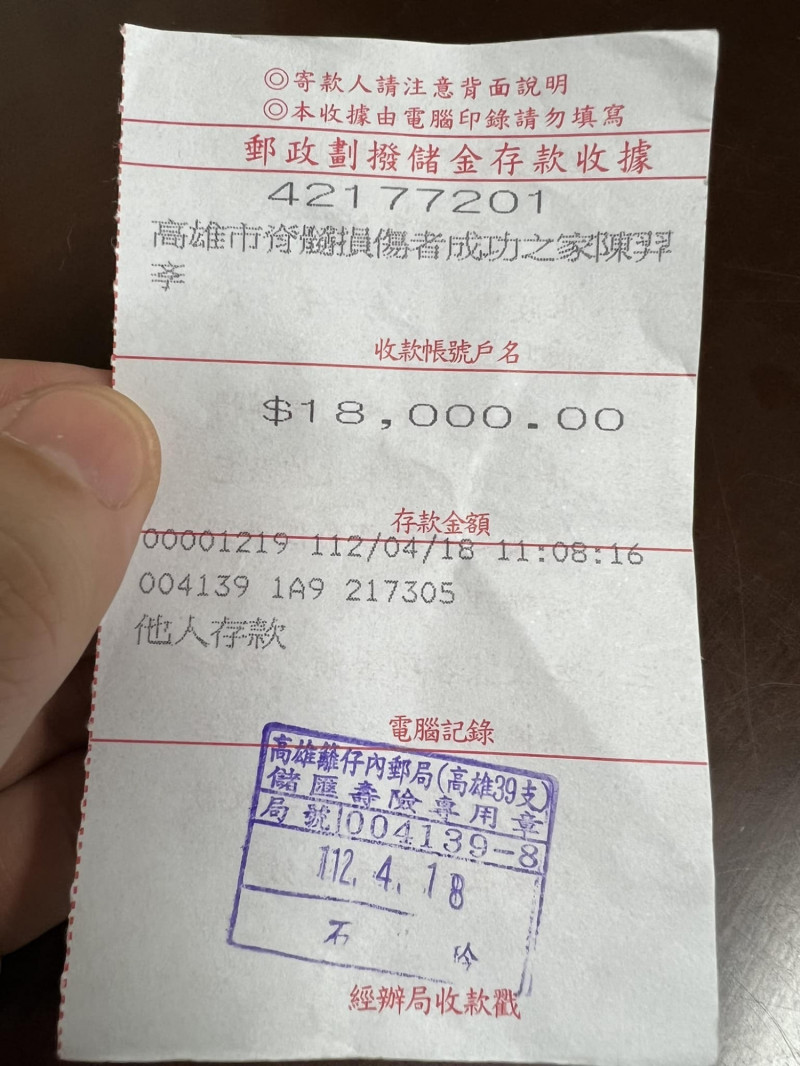 ◎寄款人請注意背面說明
◎本收據由電腦印錄請勿填寫
郵政劃撥儲金存款收據
42177201
高雄市脊髓損傷者成功之家陳羿
李
收款帳號戶名
$18,000.00
存款金額
00001219 112/04/18 11:08:16
004139 1A9 217305
他人存款
電腦記錄
高雄籬仔內郵局(高雄39支)
儲匯壽險專用章
局號 004139-8
112. 4. 18
經辦局收款戳